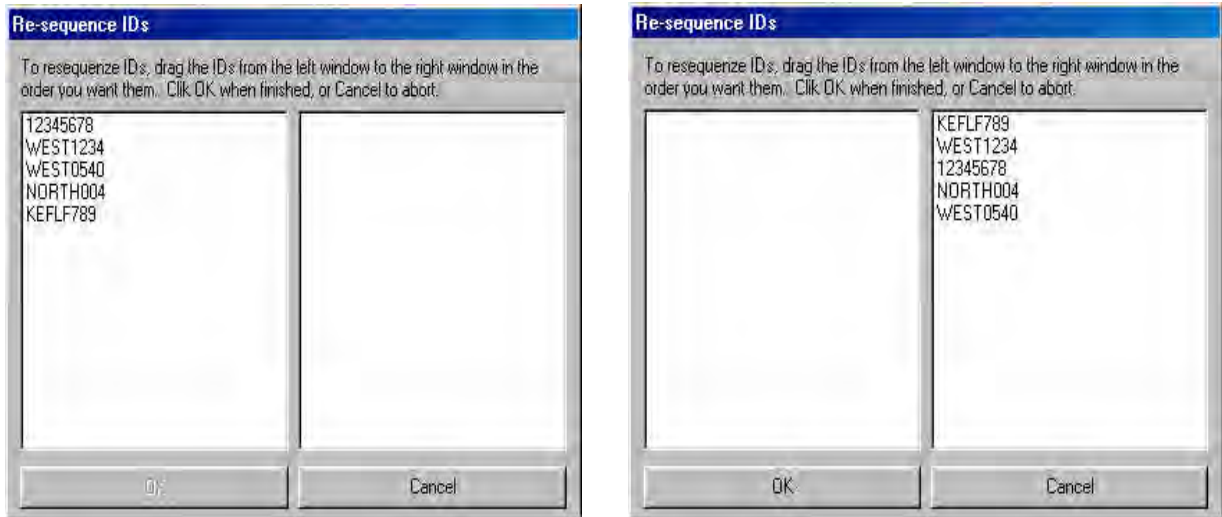 Re-sequence IDs
To resequenze IDs, drag the IDs from the left window to the right window in the
order you want them. Clik OK when finished, or Cancel to abort.
12345678
WEST1234
WEST0540
NORTH004
KEFLF789
OK
Cancel
Re-sequence IDs
To resequenze IDs, drag the IDs from the left window to the right window in the
order you want them. Clik OK when finished, or Cancel to abort.
KEFLF789
WEST1234
12345678
NORTH004
WEST0540
OK
Cancel